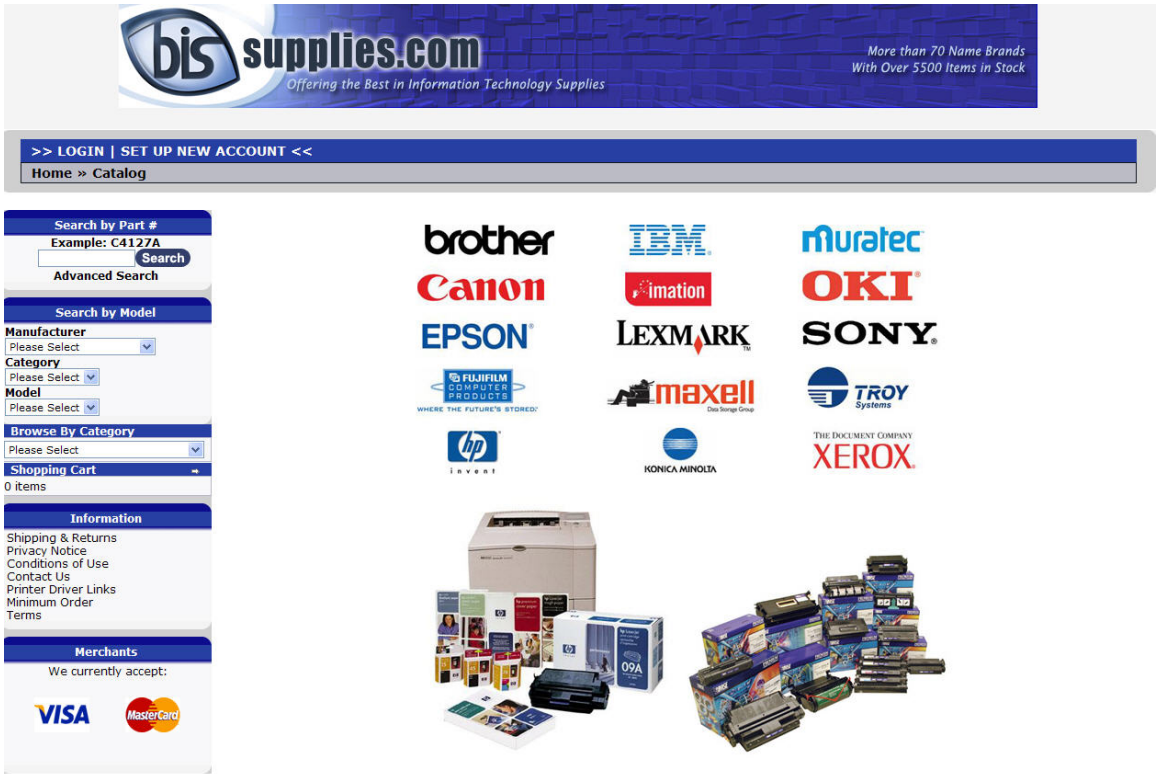 bis supplies.com
Offering the Best in Information Technology Supplies
More than 70 Name Brands
With Over 5500 Items in Stock
>> LOGIN | SET UP NEW ACCOUNT <<
Home » Catalog
Search by Part #
Example: C4127A
Search
Advanced Search
Search by Model
Manufacturer
Please Select
Category
Please Select
Model
Please Select
Browse By Category
Please Select
Shopping Cart
0 items
Information
Shipping & Returns
Privacy Notice
Conditions of Use
Contact Us
Printer Driver Links
Minimum Order
Terms
Merchants
We currently accept:
VISA
MasterCard
brother
IBM
muratec
Canon
imation
OKI
EPSON
LEXMARK
TM
SONY
FUJIFILM
COMPUTER
PRODUCTS
WHERE THE FUTURE'S STORED
maxell
Data Storage Group
TROY
Systems
hp
invent
KONICA MINOLTA
THE DOCUMENT COMPANY
XEROX
hp
hp
09A